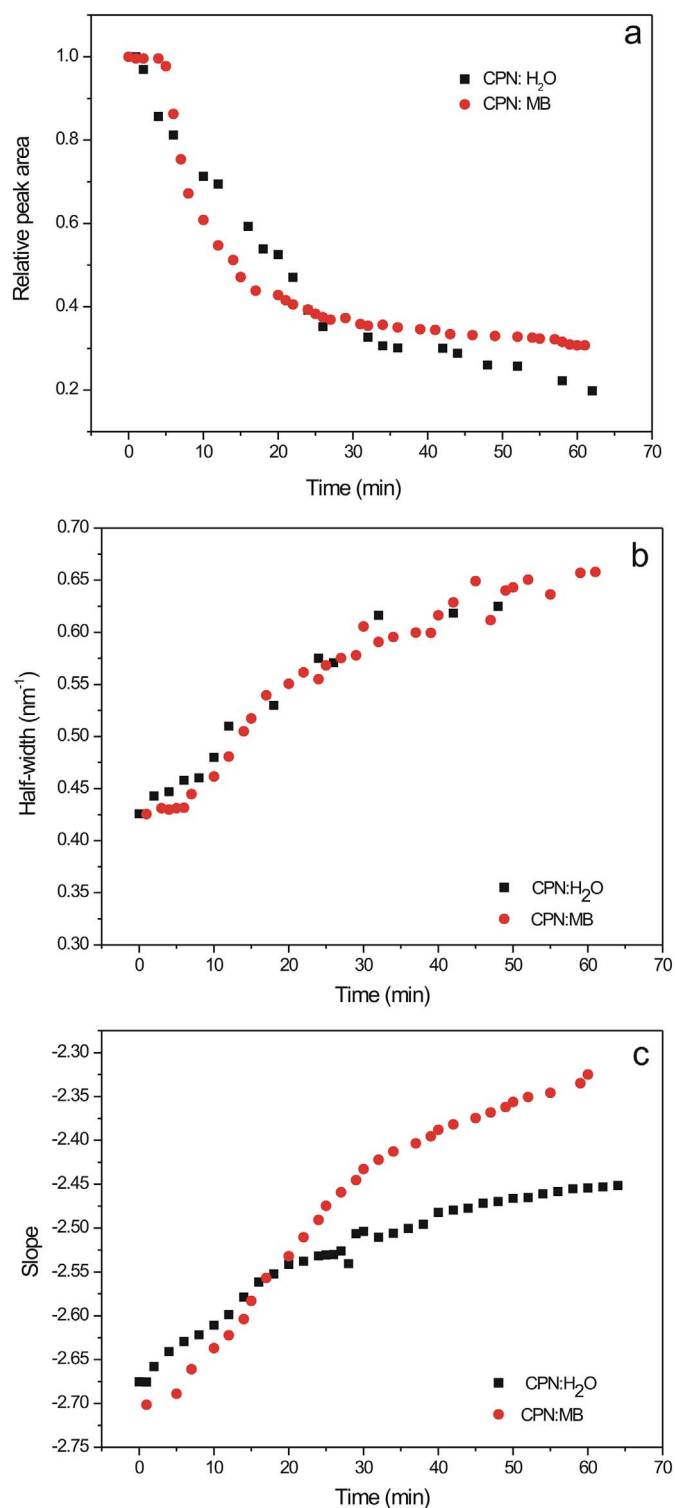 a
CPN: H₂O
CPN: MB
1.0
0.8
0.6
0.4
0.2
Relative peak area
0 10 20 30 40 50 60 70
Time (min)
b
0.70
0.65
0.60
0.55
0.50
0.45
0.40
0.35
0.30
Half-width (nm⁻¹)
CPN:H₂O
CPN:MB
0 10 20 30 40 50 60 70
Time (min)
c
-2.30
-2.35
-2.40
-2.45
-2.50
-2.55
-2.60
-2.65
-2.70
-2.75
Slope
CPN:H₂O
CPN:MB
0 10 20 30 40 50 60 70
Time (min)